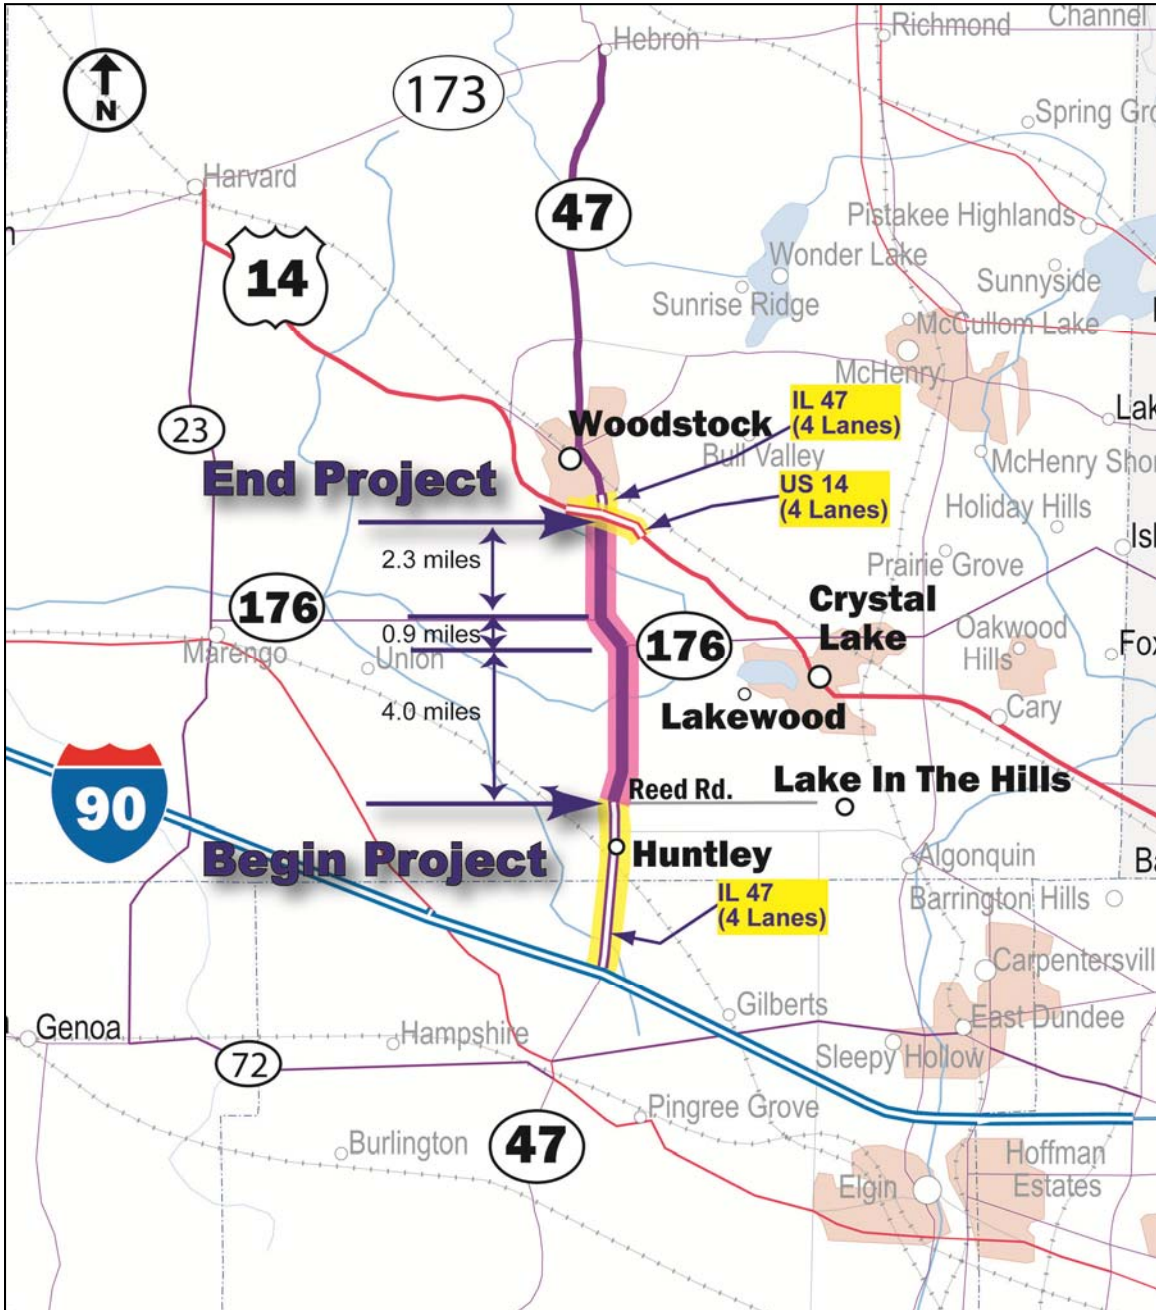 Hebron
Richmond
Channel
N
173
Spring Gro
Harvard
47
Pistakee Highlands
14
Wonder Lake
Sunnyside
Sunrise Ridge
McCullom Lake
McHenry
IL 47
(4 Lanes)
Lak
23
Woodstock
Bull Valley
McHenry Shor
End Project
US 14
(4 Lanes)
Holiday Hills
Isl
2.3 miles
Prairie Grove
176
Crystal
Lake
0.9 miles
176
Oakwood
Hills
Fox
Marengo
Union
4.0 miles
Lakewood
Cary
90
Reed Rd.
Lake In The Hills
Begin Project
Huntley
Algonquin
Ba
IL 47
(4 Lanes)
Barrington Hills
Carpentersvill
Gilberts
Genoa
Hampshire
East Dundee
72
Sleepy Hollow
Pingree Grove
47
Burlington
Hoffman
Estates
Elgin